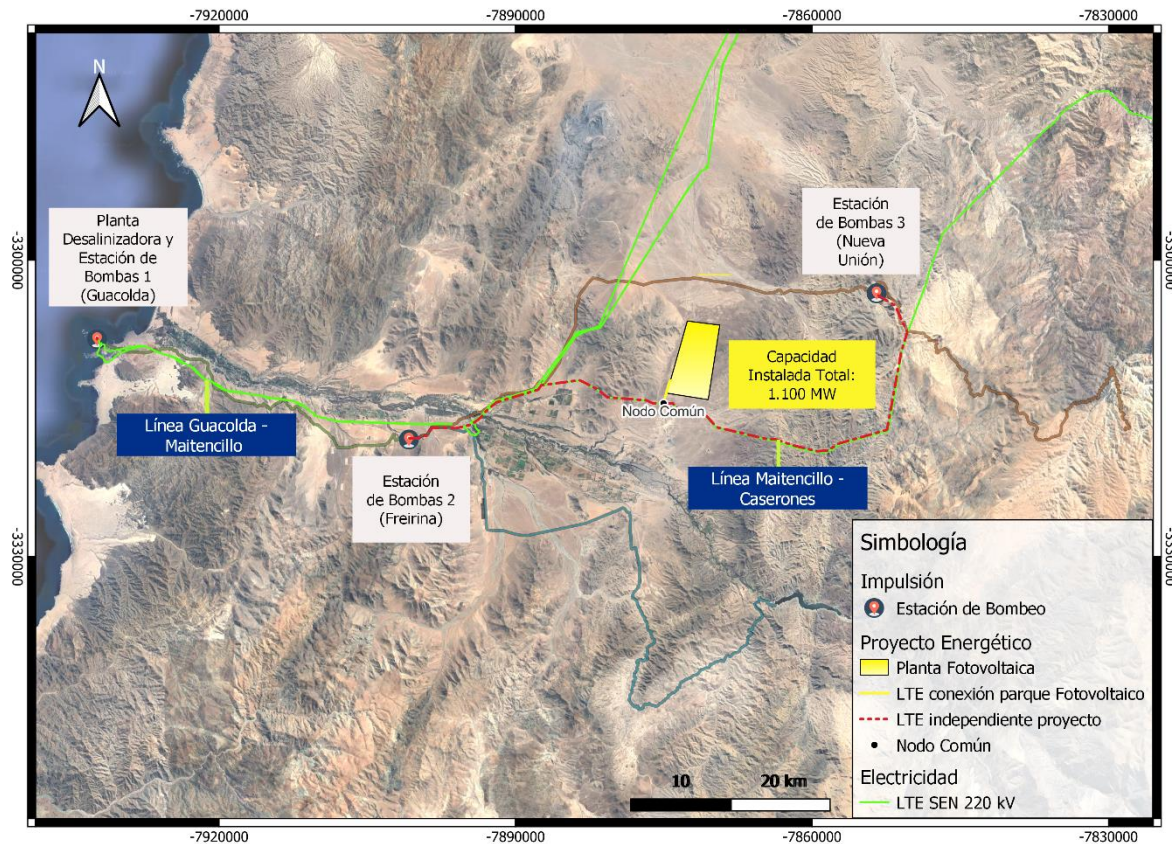 -7920000
-7890000
-7860000
-7830000
N
Planta
Desalinizadora y
Estación de
Bombas 1
(Guacolda)
Estación
de Bombas 3
(Nueva
Unión)
-3300000
-3300000
Capacidad
Instalada Total:
1.100 MW
Nodo Común
Línea Guacolda -
Maitencillo
Estación
de Bombas 2
(Freirina)
Línea Maitencillo -
Caserones
-3330000
-3330000
Simbología
Impulsión
Estación de Bombeo
Proyecto Energético
Planta Fotovoltaica
LTE conexión parque Fotovoltaico
LTE independiente proyecto
Nodo Común
Electricidad
LTE SEN 220 kV
10
20 km
-7920000
-7890000
-7860000
-7830000